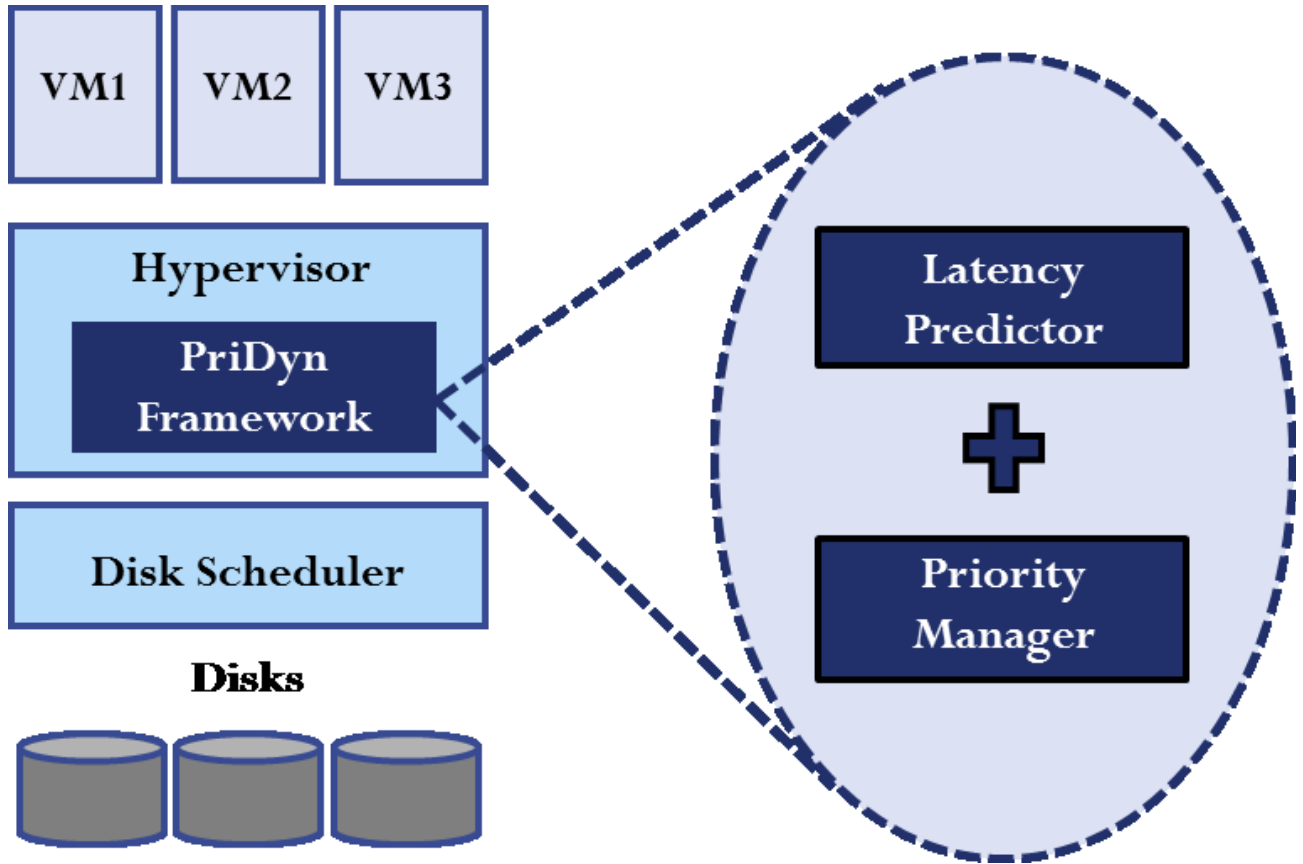 VM1
VM2
VM3
Hypervisor
PriDyn
Framework
Disk Scheduler
Disks
Latency
Predictor
Priority
Manager